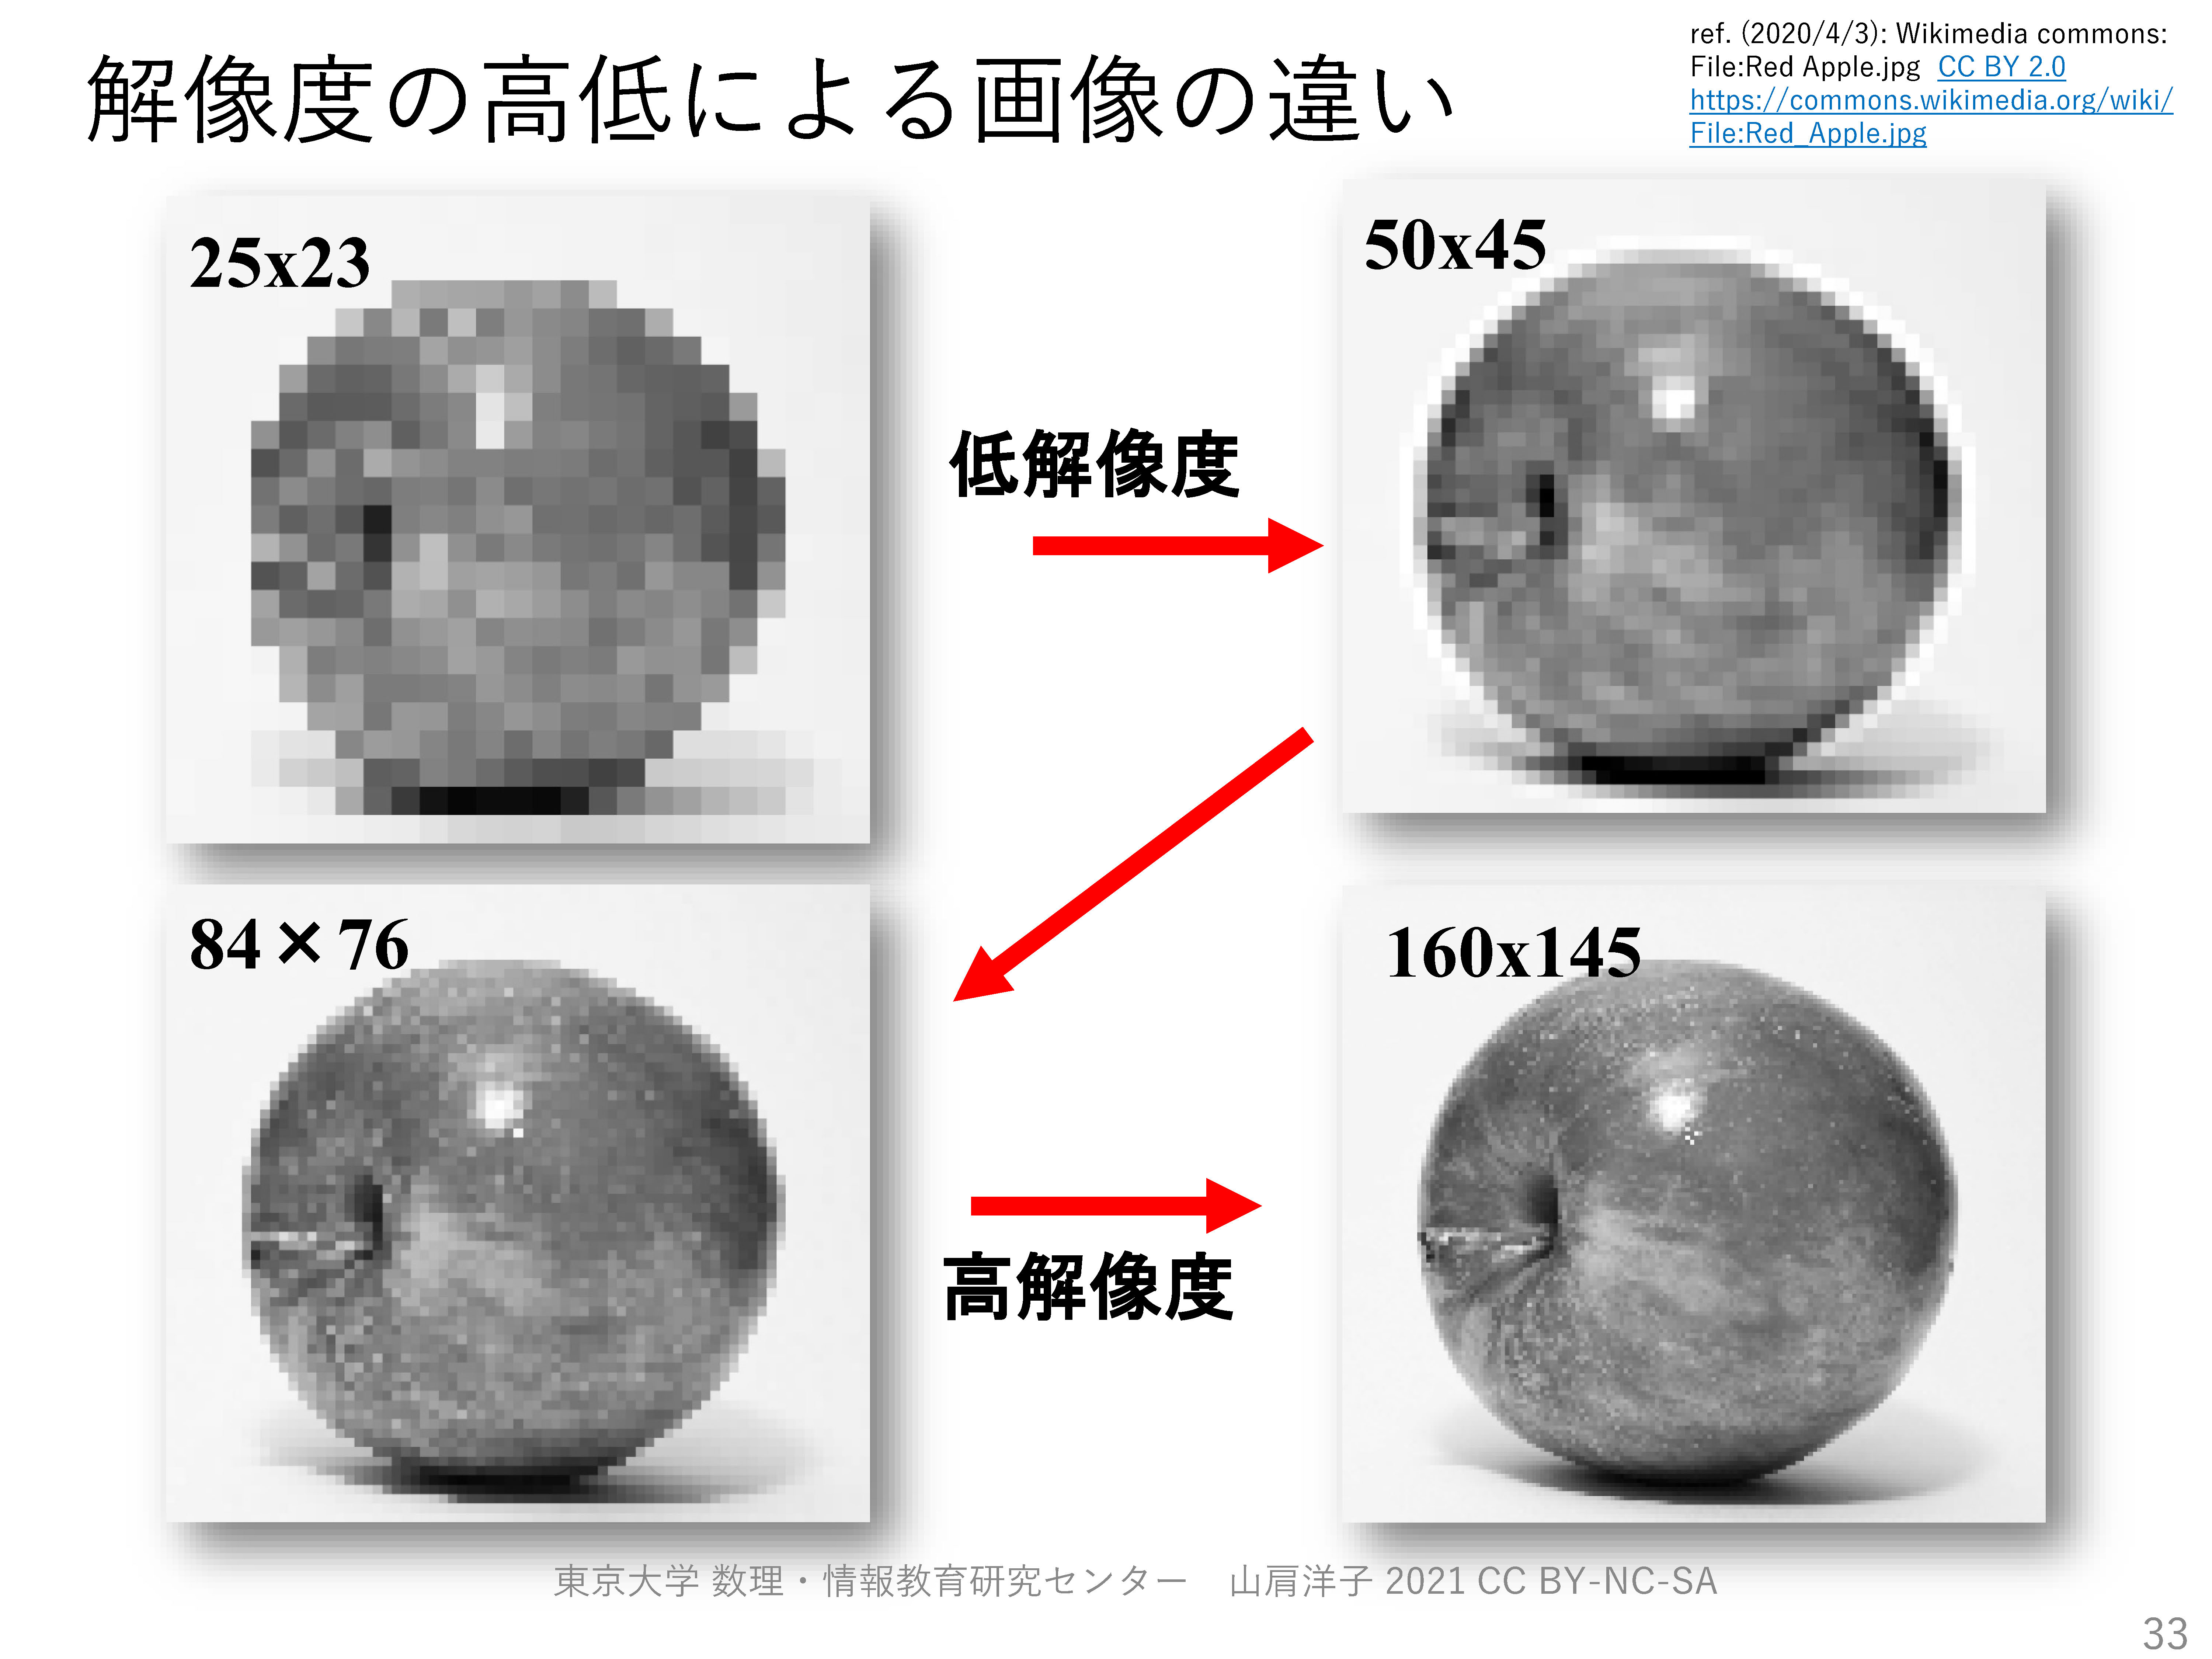 解像度の高低による画像の違い
ref. (2020/4/3): Wikimedia commons:
File:Red Apple.jpg CC BY 2.0
https://commons.wikimedia.org/wiki/
File:Red_Apple.jpg
25x23
50x45
低解像度
84×76
160x145
高解像度
東京大学 数理・情報教育研究センター　山肩洋子 2021 CC BY-NC-SA
33